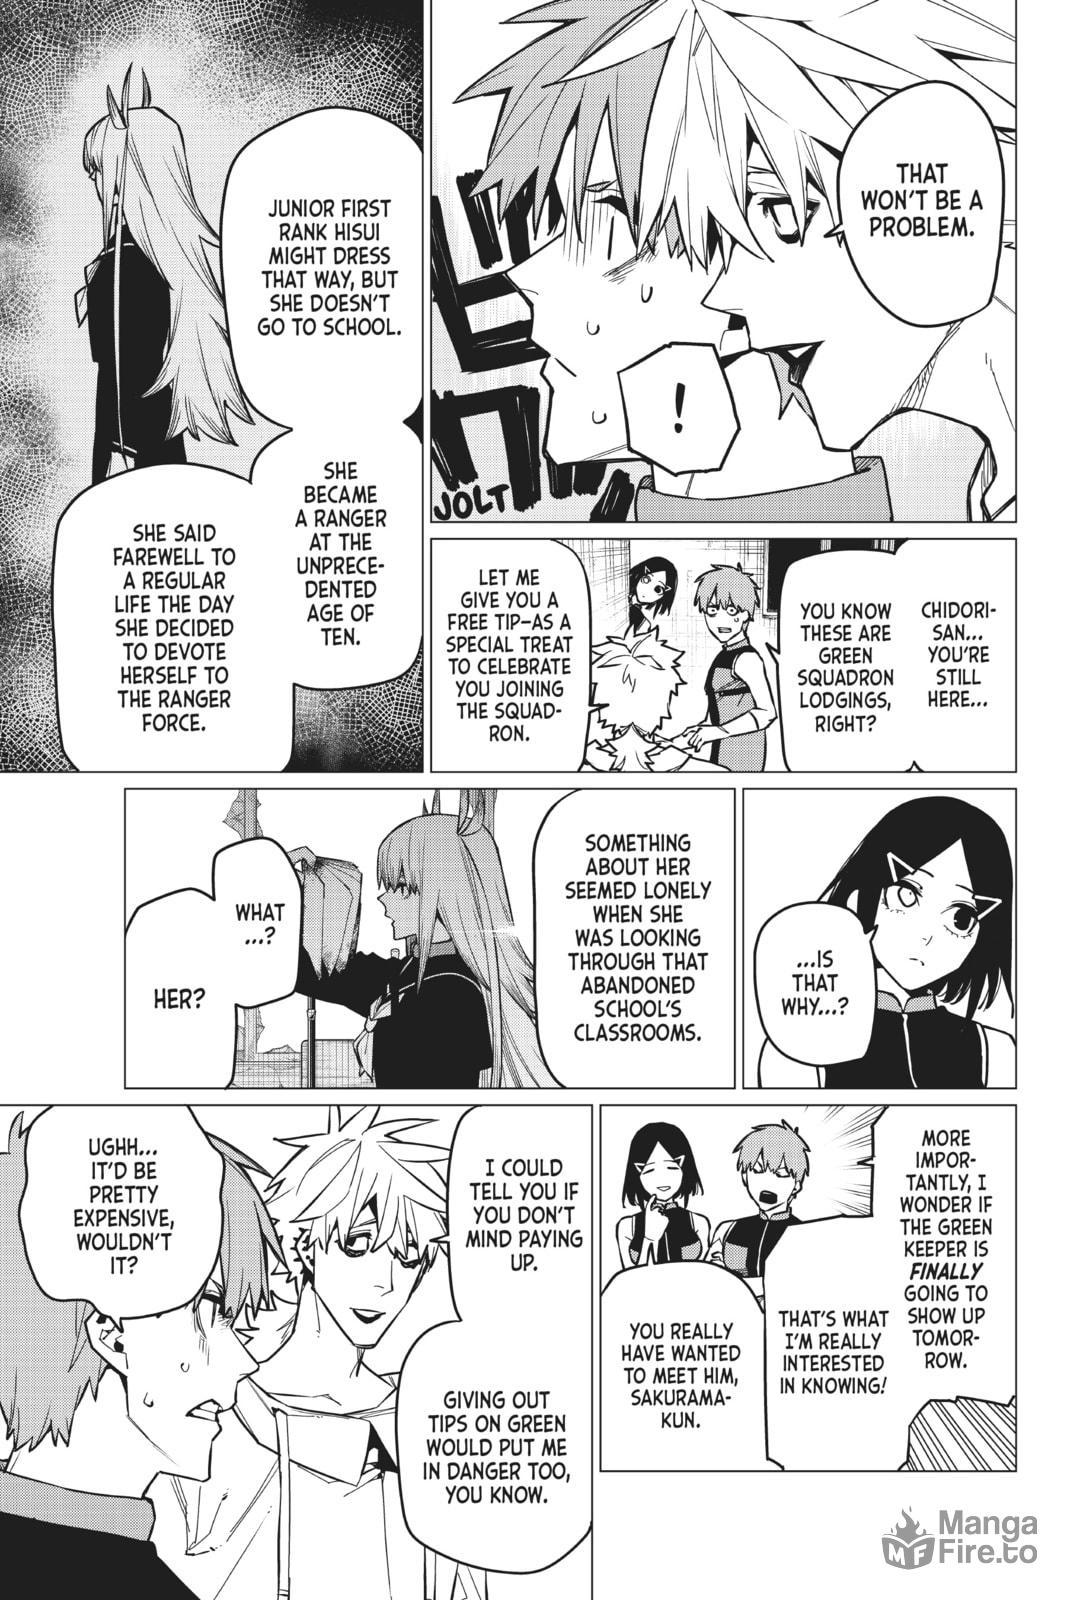 THAT
WON'T BE A
PROBLEM.
!
JOLT
CHIDORI-
SAN...
YOU'RE
STILL
HERE...
YOU KNOW
THESE ARE
GREEN
SQUADRON
LODGINGS,
RIGHT?
LET ME
GIVE YOU A
FREE TIP–AS A
SPECIAL TREAT
TO CELEBRATE
YOU JOINING
THE SQUAD-
RON.
JUNIOR FIRST
RANK HISUI
MIGHT DRESS
THAT WAY, BUT
SHE DOESN'T
GO TO SCHOOL.
SHE
BECAME
A RANGER
AT THE
UNPRECE-
DENTED
AGE OF
TEN.
SHE SAID
FAREWELL TO
A REGULAR
LIFE THE DAY
SHE DECIDED
TO DEVOTE
HERSELF TO
THE RANGER
FORCE.
...IS
THAT
WHY...?
SOMETHING
ABOUT HER
SEEMED LONELY
WHEN SHE
WAS LOOKING
THROUGH THAT
ABANDONED
SCHOOL'S
CLASSROOMS.
WHAT
...?
HER?
MORE
IMPOR-
TANTLY, I
WONDER IF
THE GREEN
KEEPER IS
FINALLY
GOING TO
SHOW UP
TOMOR-
ROW.
THAT'S WHAT
I'M REALLY
INTERESTED
IN KNOWING!
YOU REALLY
HAVE WANTED
TO MEET HIM,
SAKURAMA-
KUN.
I COULD
TELL YOU IF
YOU DON'T
MIND PAYING
UP.
GIVING OUT
TIPS ON GREEN
WOULD PUT ME
IN DANGER TOO,
YOU KNOW.
UGHH...
IT'D BE
PRETTY
EXPENSIVE,
WOULDN'T
IT?
MF
Manga
Fire.to